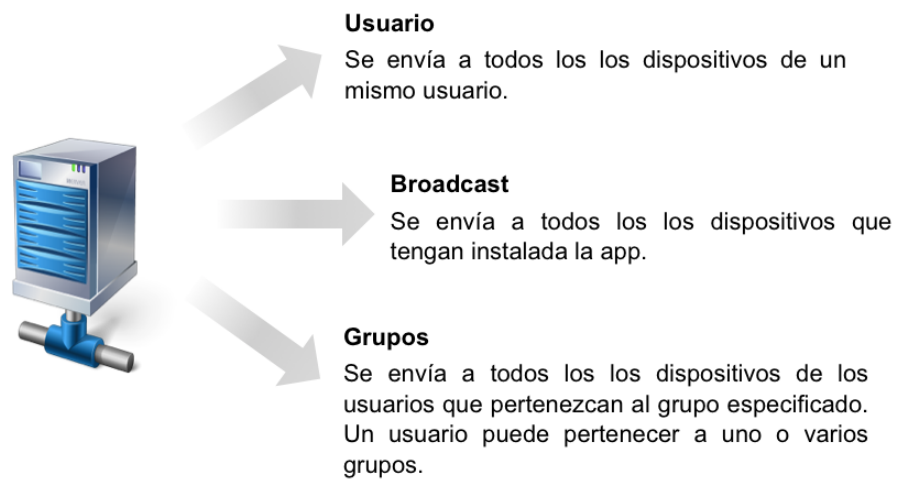 Usuario
Se envía a todos los los dispositivos de un
mismo usuario.
Broadcast
Se envía a todos los los dispositivos que
tengan instalada la app.
Grupos
Se envía a todos los los dispositivos de los
usuarios que pertenezcan al grupo especificado.
Un usuario puede pertenecer a uno o varios
grupos.